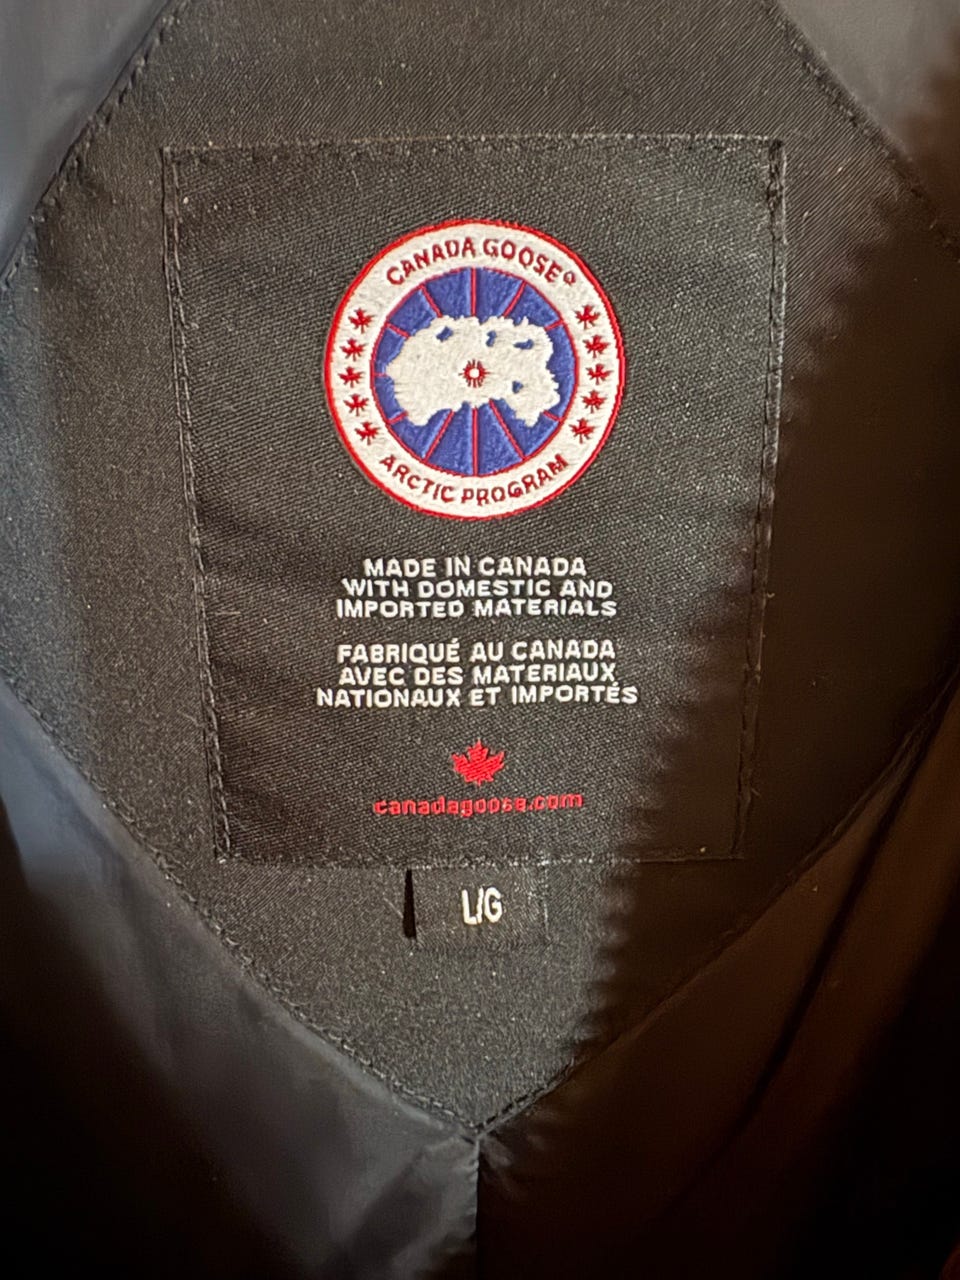 CANADA GOOSE®
ARCTIC PROGRAM
MADE IN CANADA
WITH DOMESTIC AND
IMPORTED MATERIALS
FABRIQUÉ AU CANADA
AVEC DES MATERIAUX
NATIONAUX ET IMPORTÉS
canadagoose.com
L/G